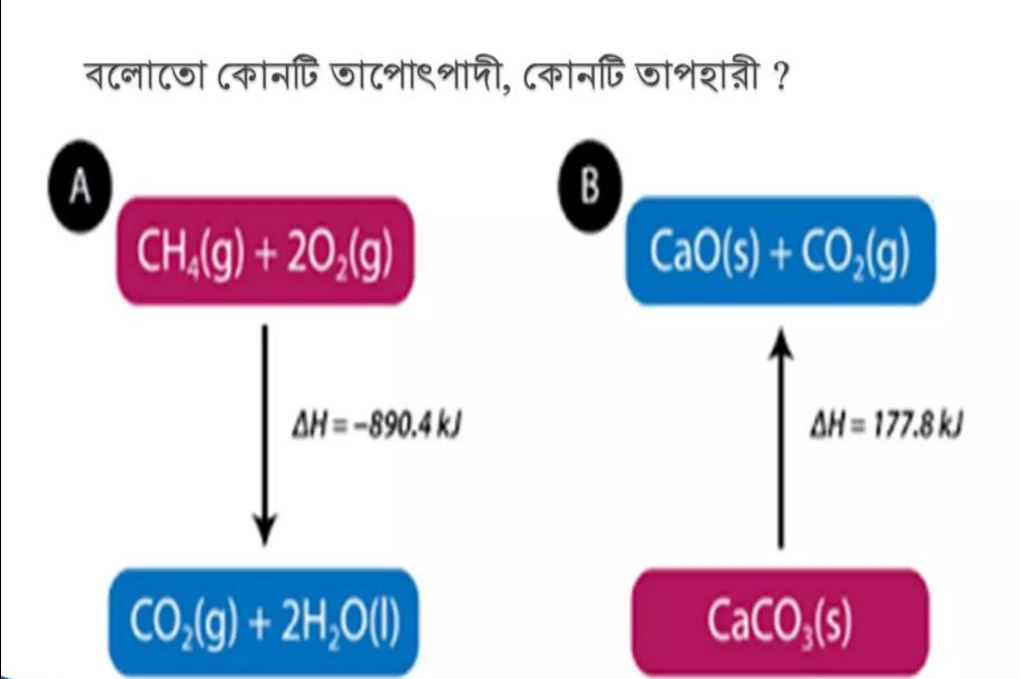 বলোতো কোনটি তাপোৎপাদী, কোনটি তাপহারী ?
A
CH₄(g) + 2O₂(g)
ΔH = −890.4 kJ
CO₂(g) + 2H₂O(l)
B
CaO(s) + CO₂(g)
ΔH = 177.8 kJ
CaCO₃(s)